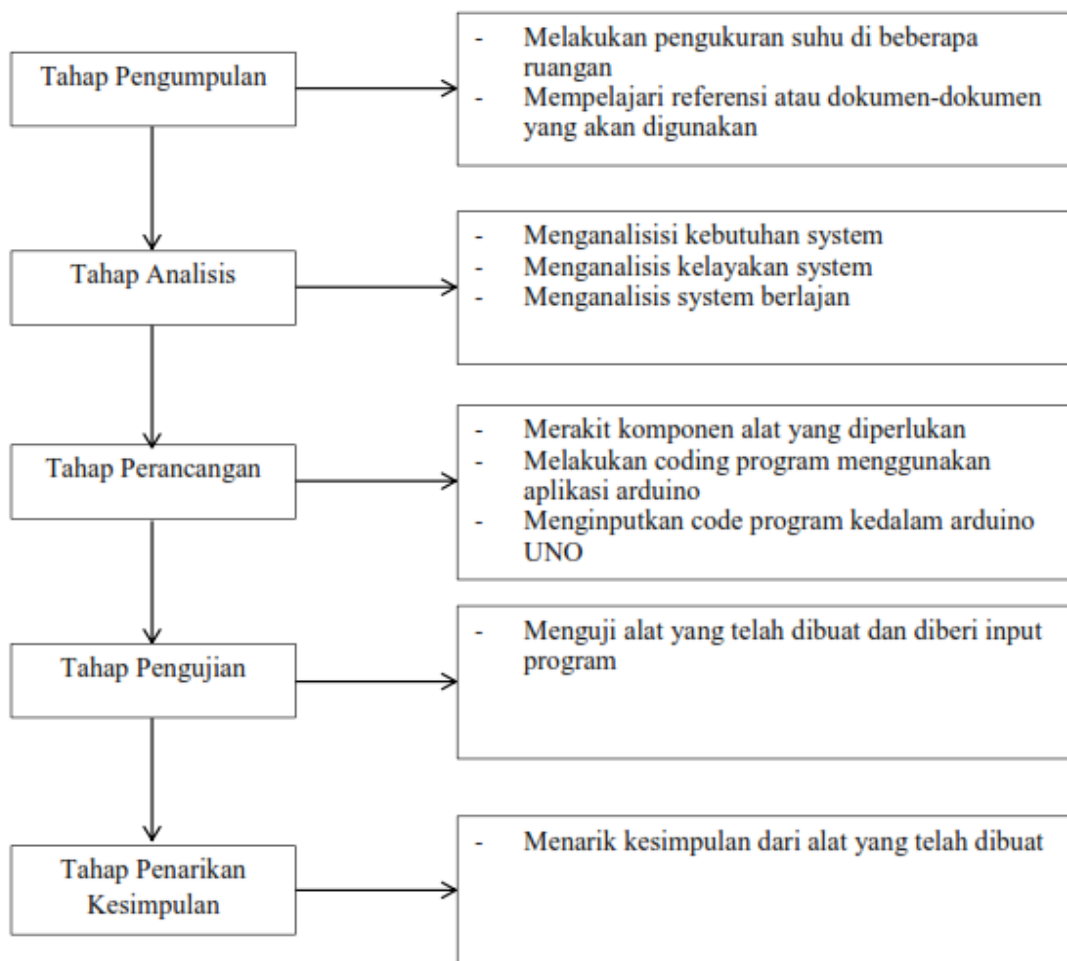 Tahap Pengumpulan
- Melakukan pengukuran suhu di beberapa
ruangan
- Mempelajari referensi atau dokumen-dokumen
yang akan digunakan
Tahap Analisis
- Menganalisisi kebutuhan system
- Menganalisis kelayakan system
- Menganalisis system berlajan
Tahap Perancangan
- Merakit komponen alat yang diperlukan
- Melakukan coding program menggunakan
aplikasi arduino
- Menginputkan code program kedalam arduino
UNO
Tahap Pengujian
- Menguji alat yang telah dibuat dan diberi input
program
Tahap Penarikan
Kesimpulan
- Menarik kesimpulan dari alat yang telah dibuat